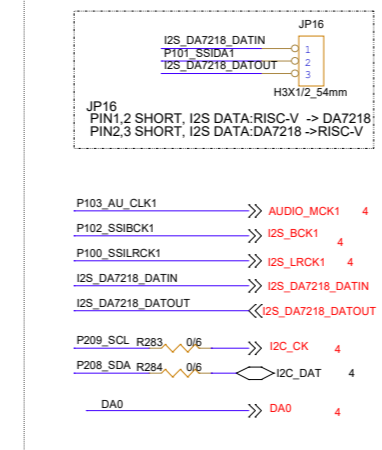 JP16
I2S_DA7218_DATIN
1
P101_SSIDA1
2
I2S_DA7218_DATOUT
3
H3X1/2_54mm
JP16
PIN1,2 SHORT, I2S DATA:RISC-V -> DA7218
PIN2,3 SHORT, I2S DATA:DA7218 ->RISC-V
P103_AU_CLK1 AUDIO_MCK1 4
P102_SSIBCK1 I2S_BCK1 4
P100_SSILRCK1 I2S_LRCK1 4
I2S_DA7218_DATIN I2S_DA7218_DATIN
I2S_DA7218_DATOUT I2S_DA7218_DATOUT
P209_SCL R283 0/6 I2C_CK 4
P208_SDA R284 0/6 I2C_DAT 4
DA0 DA0 4